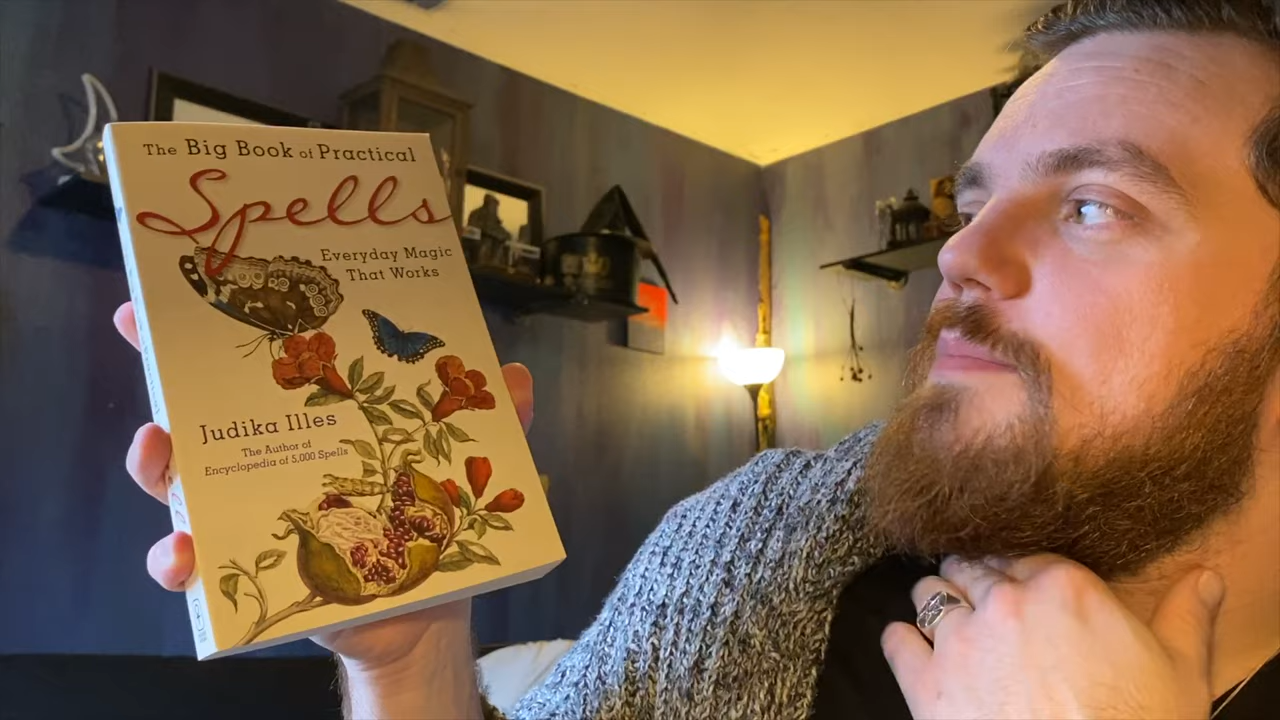 The Big Book of Practical
Spells
Everyday Magic
That Works
Judika Illes
The Author of
Encyclopedia of 5,000 Spells